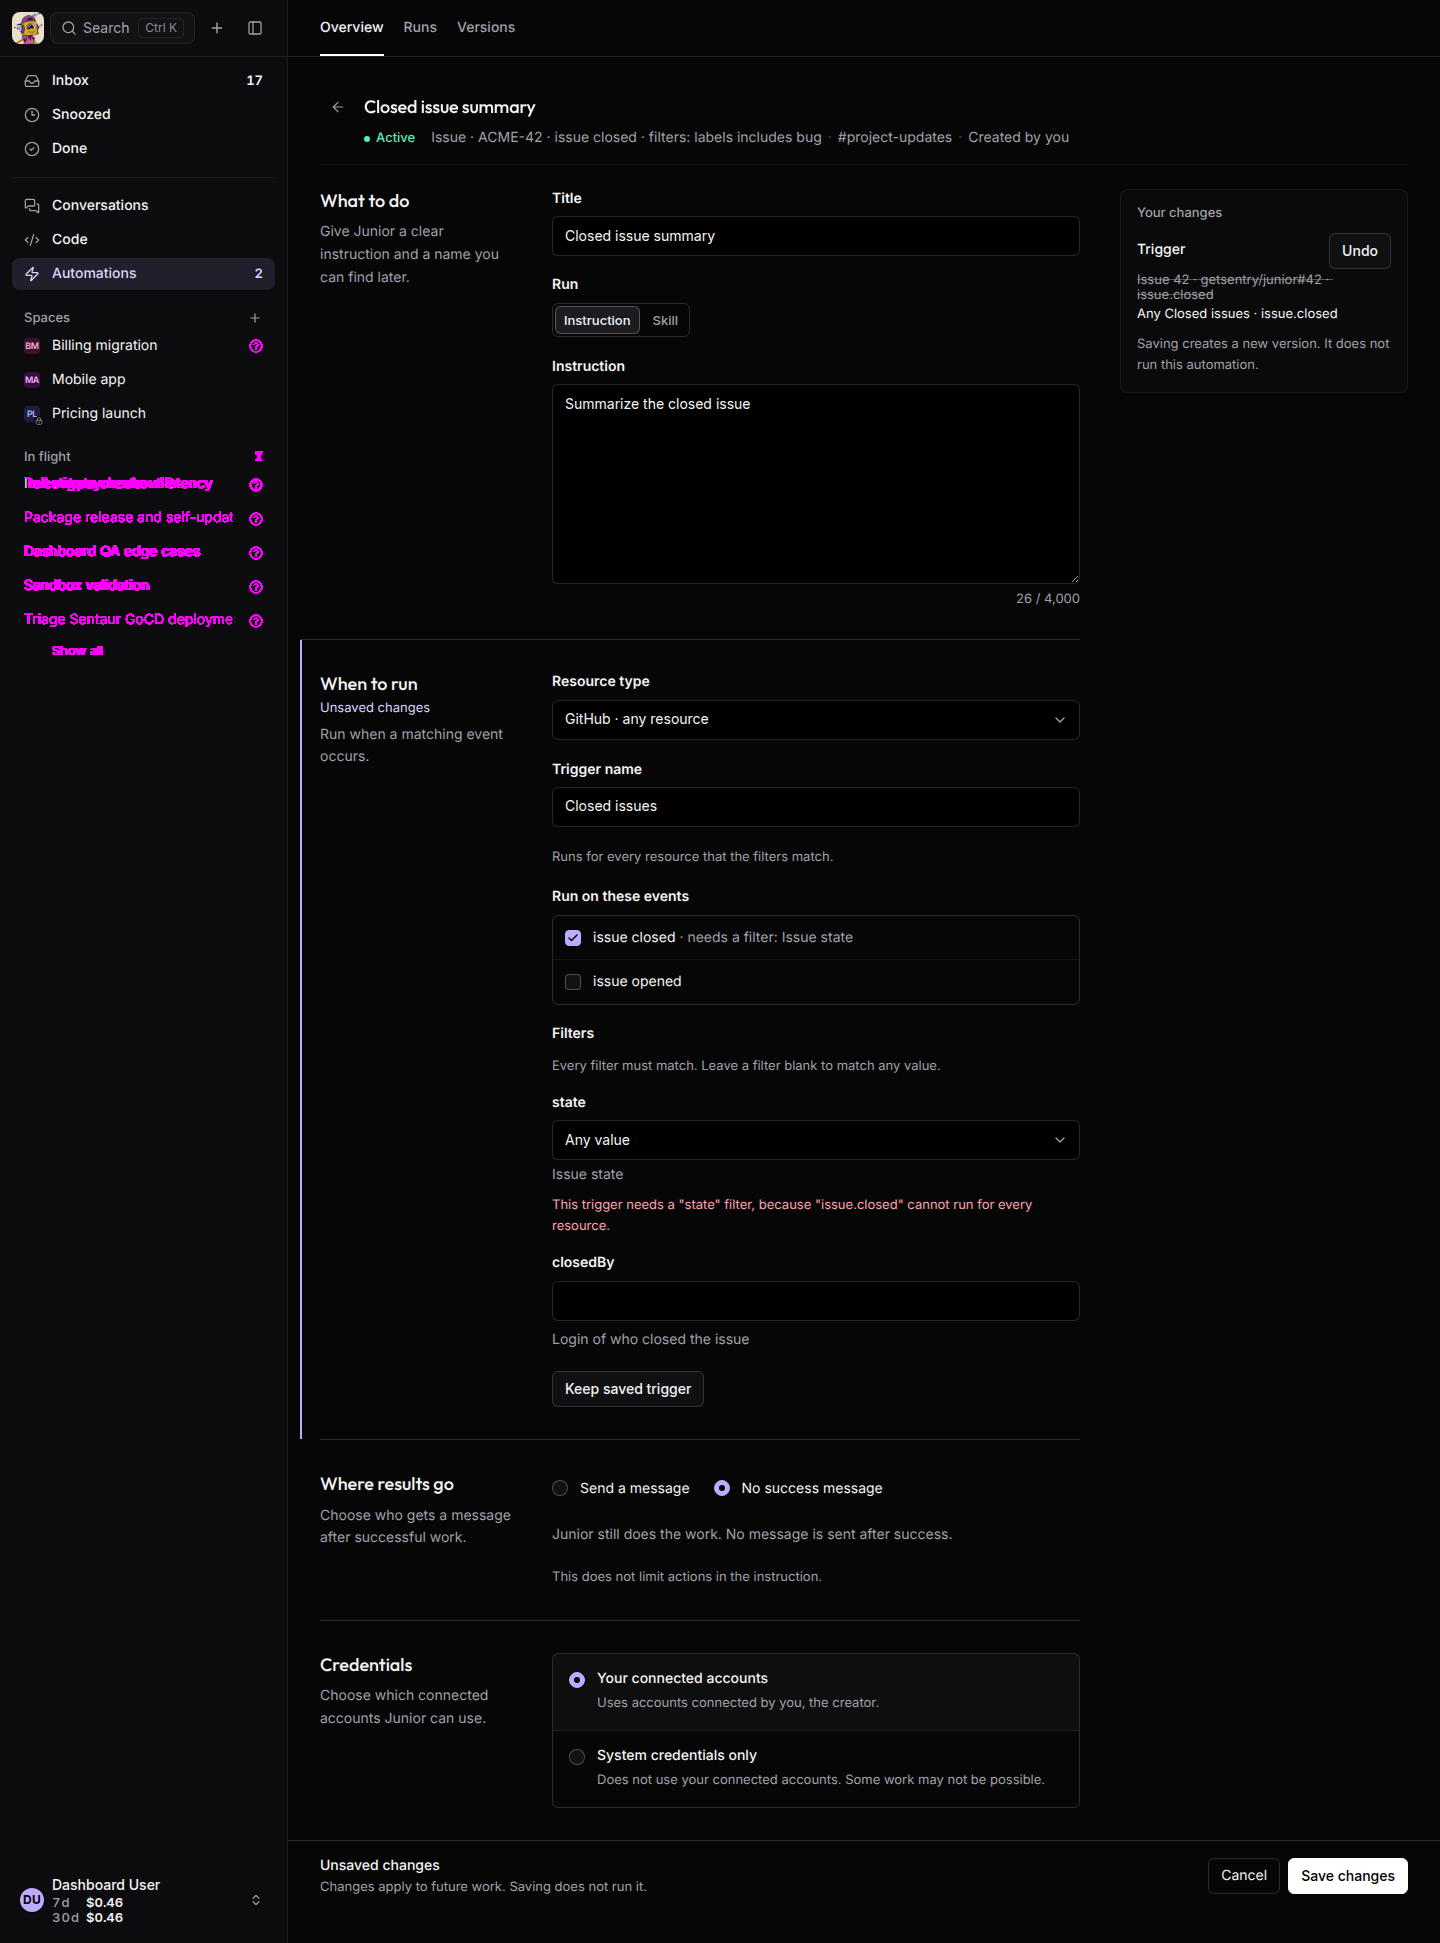 Search Ctrl K
Overview Runs Versions
Inbox 17
Snoozed
Done
Conversations
Code
Automations 2
Spaces
BM Billing migration
MA Mobile app
PL Pricing launch
In flight
Package release and self-updat
Dashboard QA edge cases
Sandbox validation
Triage Sentaur GoCD deployme
Show all
Dashboard User
DU
7d $0.46
30d $0.46
Closed issue summary
Active Issue · ACME-42 · issue closed · filters: labels includes bug · #project-updates · Created by you
What to do
Give Junior a clear
instruction and a name you
can find later.
Title
Closed issue summary
Run
Instruction Skill
Instruction
Summarize the closed issue
26 / 4,000
Your changes
Trigger Undo
Issue 42 · getsentry/junior#42 ·
issue.closed
Any Closed issues · issue.closed
Saving creates a new version. It does not
run this automation.
When to run
Unsaved changes
Run when a matching event
occurs.
Resource type
GitHub · any resource
Trigger name
Closed issues
Runs for every resource that the filters match.
Run on these events
issue closed · needs a filter: Issue state
issue opened
Filters
Every filter must match. Leave a filter blank to match any value.
state
Any value
Issue state
This trigger needs a "state" filter, because "issue.closed" cannot run for every
resource.
closedBy
Login of who closed the issue
Keep saved trigger
Where results go
Choose who gets a message
after successful work.
Send a message No success message
Junior still does the work. No message is sent after success.
This does not limit actions in the instruction.
Credentials
Choose which connected
accounts Junior can use.
Your connected accounts
Uses accounts connected by you, the creator.
System credentials only
Does not use your connected accounts. Some work may not be possible.
Unsaved changes
Changes apply to future work. Saving does not run it.
Cancel Save changes